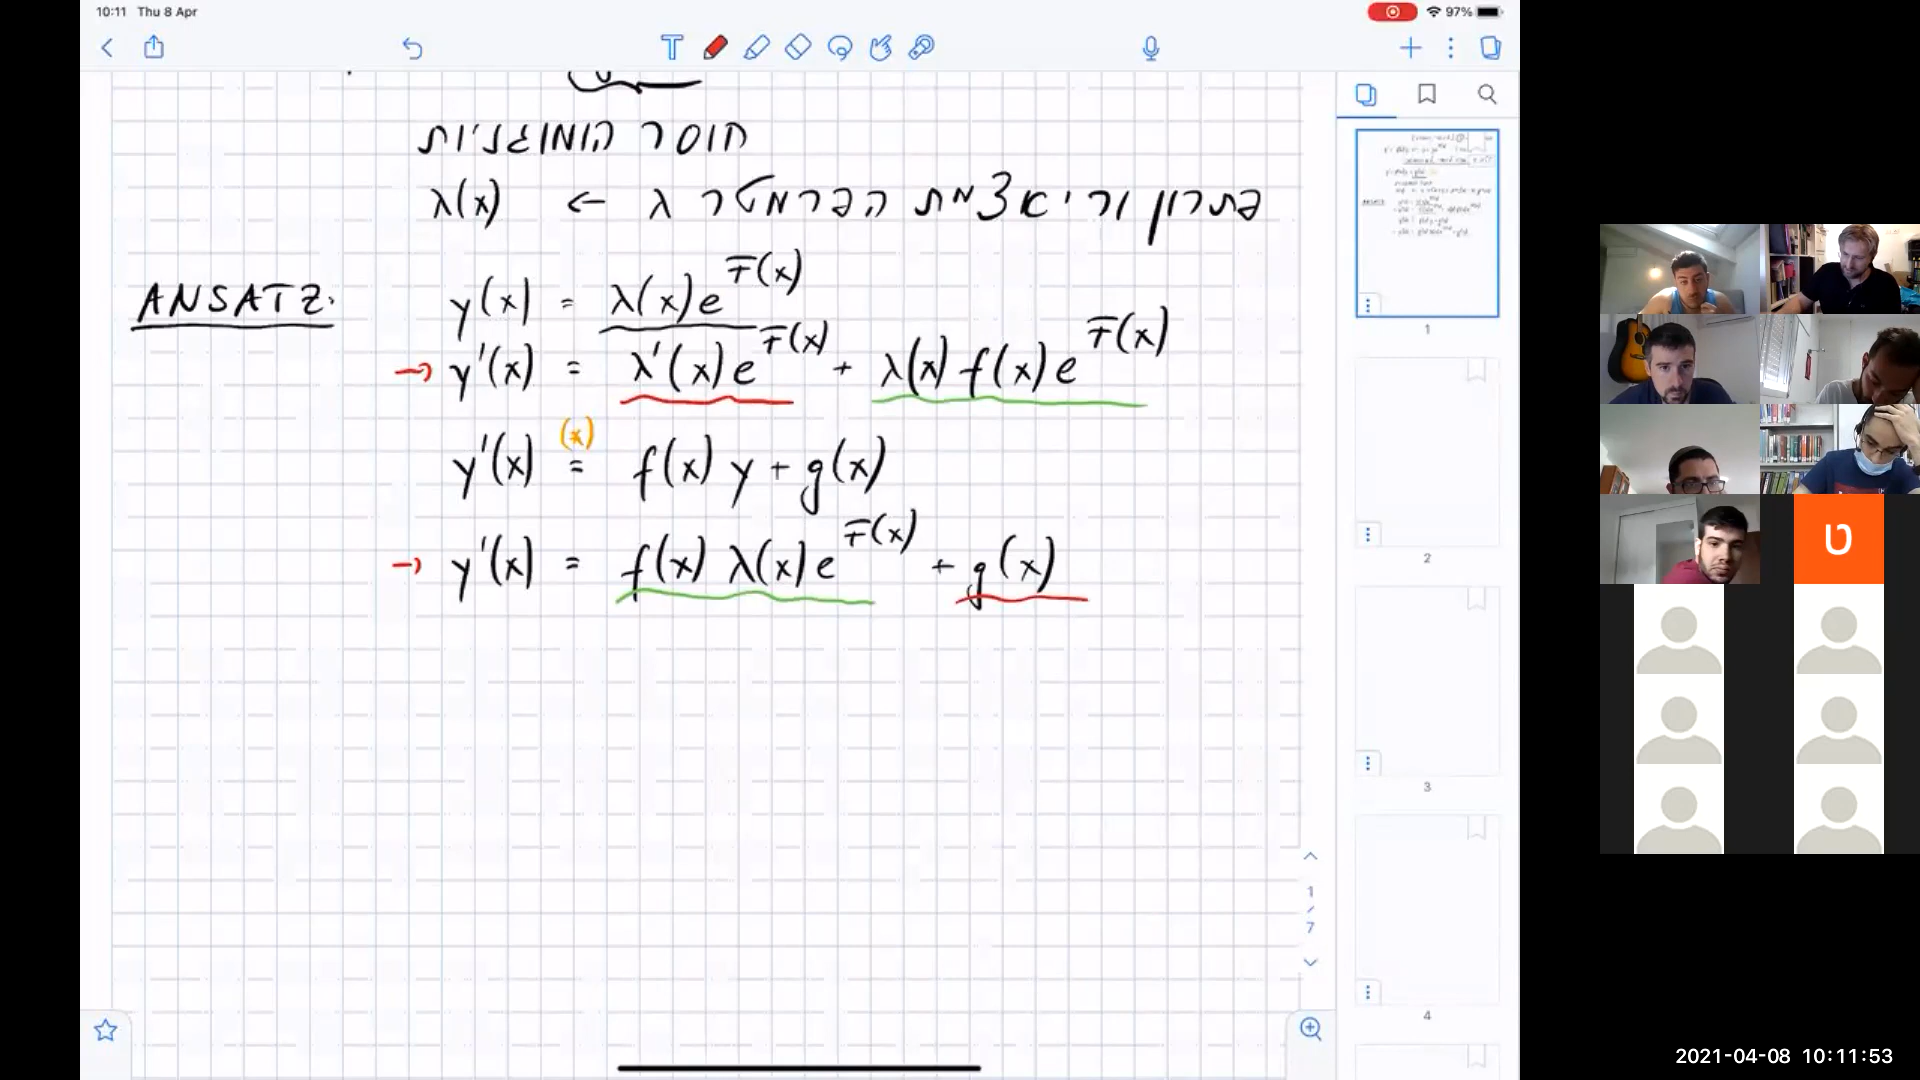 10:11 Thu 8 Apr
97%
חוסר הומוגניות
פתרון וריאצמת הפרמטר λ ← λ(x)
ANSATZ: y(x) = λ(x)e^F(x)
→ y'(x) = λ'(x)e^F(x) + λ(x) f(x)e^F(x)
y'(x) (*)= f(x) y + g(x)
→ y'(x) = f(x) λ(x)e^F(x) + g(x)
1
2
3
4
1 / 7
ט
2021-04-08 10:11:53